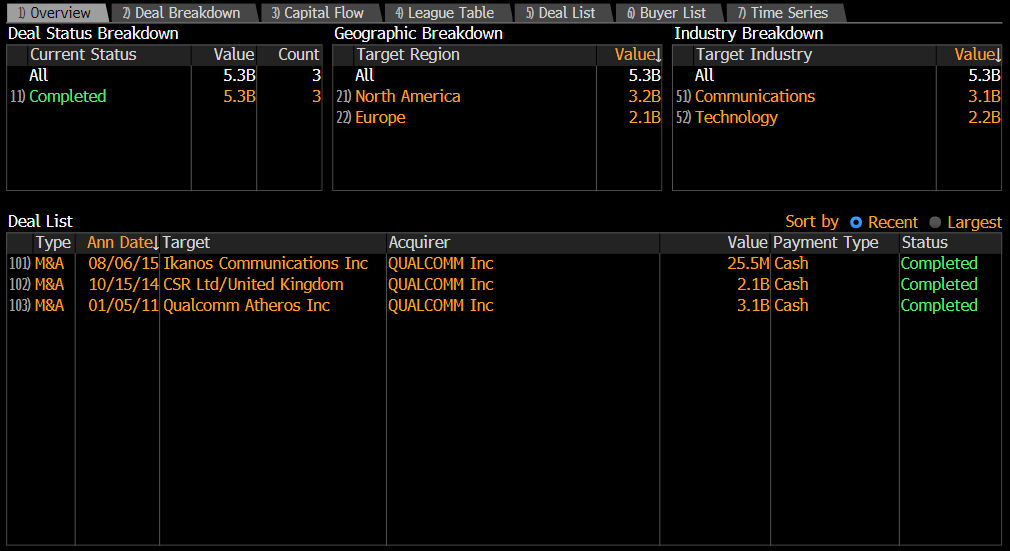 1) Overview 2) Deal Breakdown 3) Capital Flow 4) League Table 5) Deal List 6) Buyer List 7) Time Series
Deal Status Breakdown Geographic Breakdown Industry Breakdown
Current Status Value Count Target Region Value↓ Target Industry Value↓
All 5.3B 3 All 5.3B All 5.3B
11) Completed 5.3B 3 21) North America 3.2B 51) Communications 3.1B
22) Europe 2.1B 52) Technology 2.2B
Deal List Sort by Recent Largest
Type Ann Date↓ Target Acquirer Value Payment Type Status
101) M&A 08/06/15 Ikanos Communications Inc QUALCOMM Inc 25.5M Cash Completed
102) M&A 10/15/14 CSR Ltd/United Kingdom QUALCOMM Inc 2.1B Cash Completed
103) M&A 01/05/11 Qualcomm Atheros Inc QUALCOMM Inc 3.1B Cash Completed